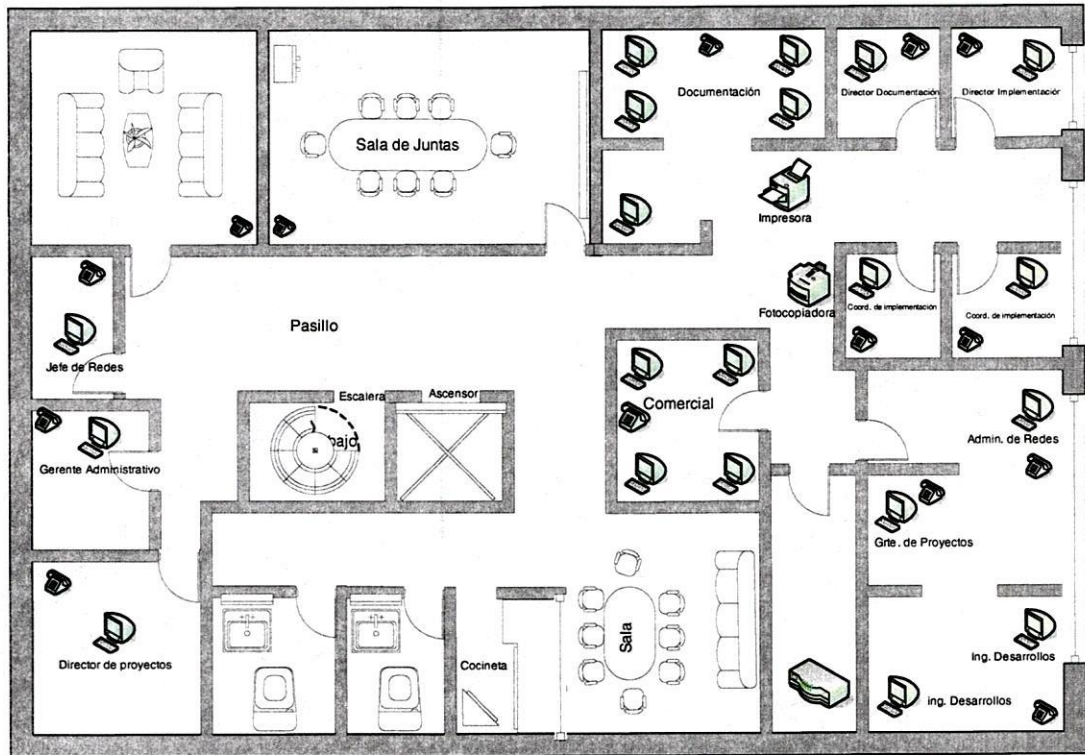 Documentación
Director Documentación
Director Implementación
Sala de Juntas
Impresora
Fotocopiadora
Coord. de implementación
Coord. de implementación
Pasillo
Jefe de Redes
Escalera
Ascensor
bajo
Comercial
Admin. de Redes
Gerente Administrativo
Grte. de Proyectos
Director de proyectos
Cocineta
Sala
ing. Desarrollos
ing. Desarrollos